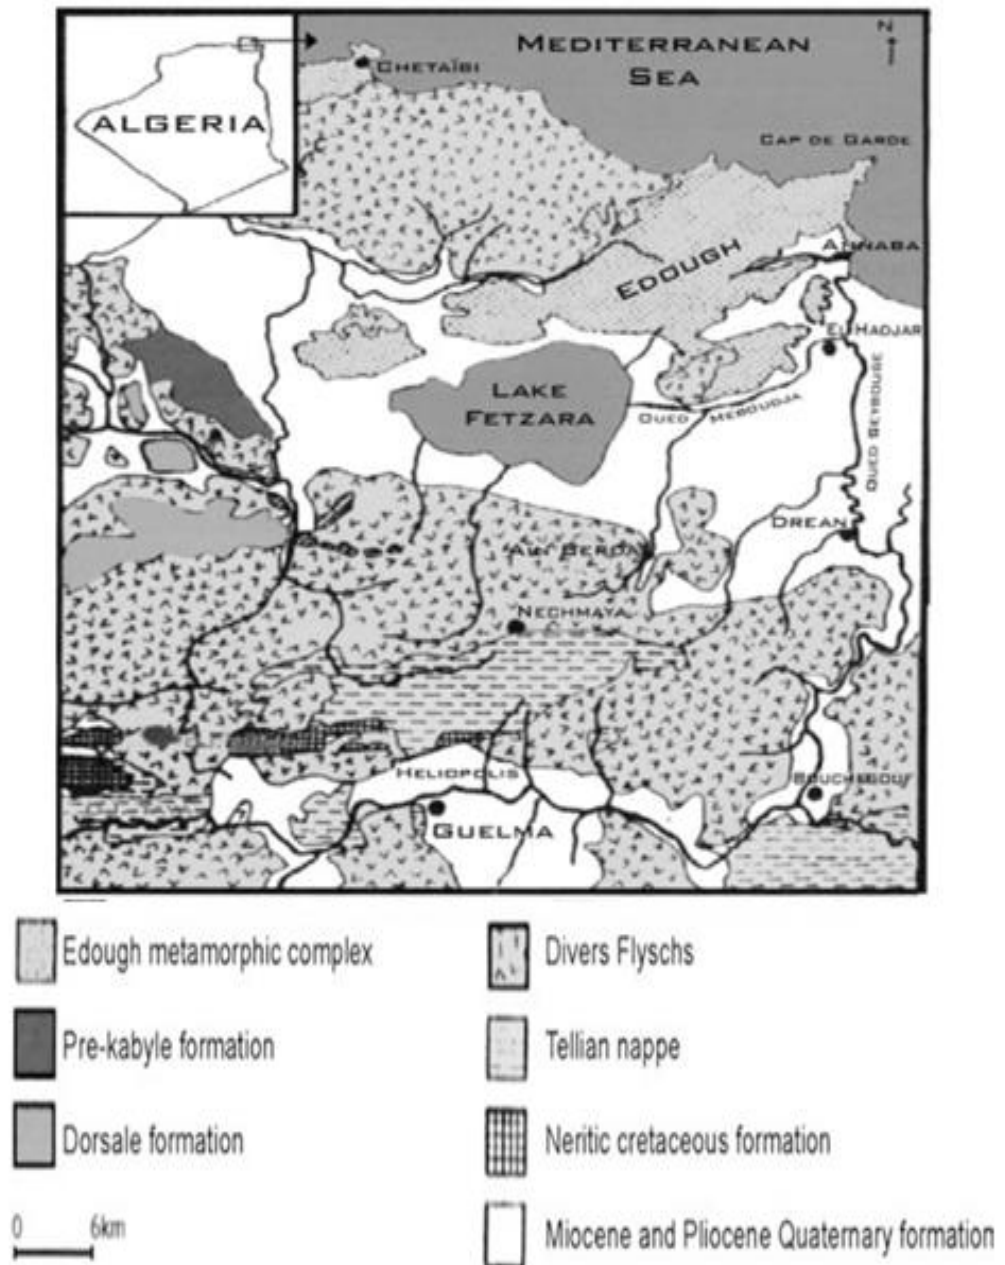 N
MEDITERRANEAN
SEA
CHETAÏBI
ALGERIA
CAP DE GARDE
ANNABA
EDOUGH
EL HADJAR
LAKE
FETZARA
OUED MEBOUDJA
OUED SEYBOUSE
DREAN
AIN BERDA
NECHMAYA
HELIOPOLIS
BOUCHEGOUF
GUELMA
Edough metamorphic complex
Divers Flyschs
Pre-kabyle formation
Tellian nappe
Dorsale formation
Neritic cretaceous formation
0 6km
Miocene and Pliocene Quaternary formation